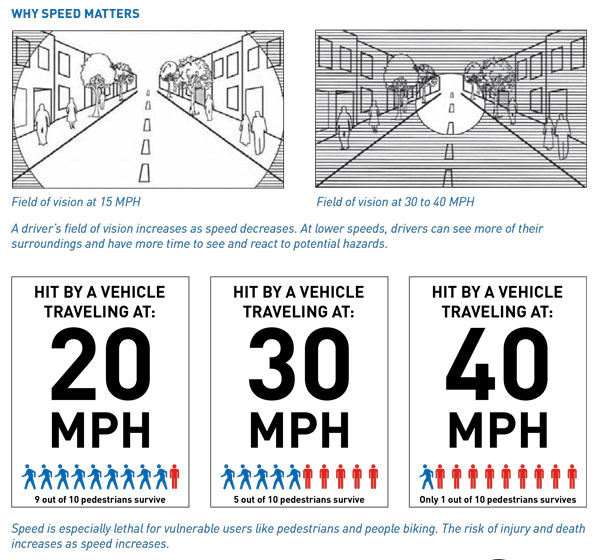 WHY SPEED MATTERS
Field of vision at 15 MPH
Field of vision at 30 to 40 MPH
A driver's field of vision increases as speed decreases. At lower speeds, drivers can see more of their
surroundings and have more time to see and react to potential hazards.
HIT BY A VEHICLE
TRAVELING AT:
20
MPH
9 out of 10 pedestrians survive
HIT BY A VEHICLE
TRAVELING AT:
30
MPH
5 out of 10 pedestrians survive
HIT BY A VEHICLE
TRAVELING AT:
40
MPH
Only 1 out of 10 pedestrians survives
Speed is especially lethal for vulnerable users like pedestrians and people biking. The risk of injury and death
increases as speed increases.